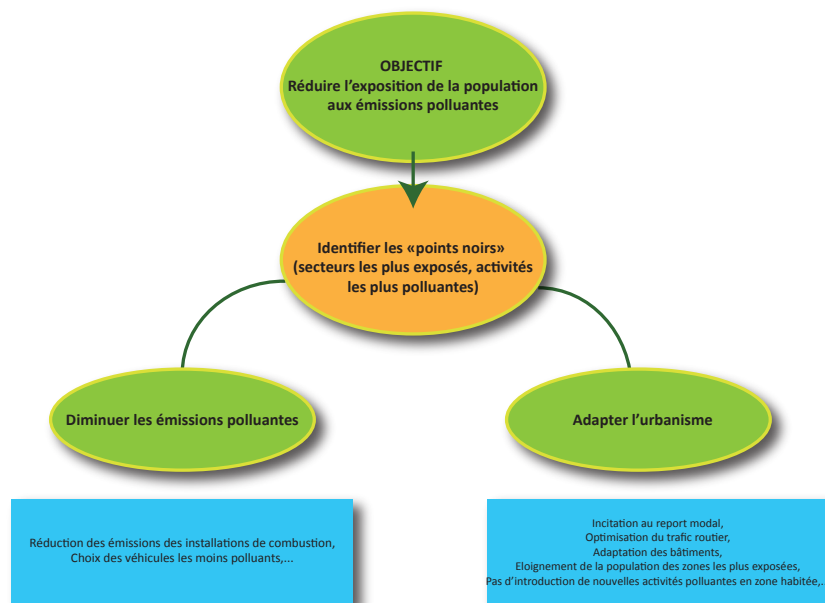 OBJECTIF
Réduire l'exposition de la population
aux émissions polluantes
Identifier les «points noirs»
(secteurs les plus exposés, activités
les plus polluantes)
Diminuer les émissions polluantes
Adapter l'urbanisme
Réduction des émissions des installations de combustion,
Choix des véhicules les moins polluants,...
Incitation au report modal,
Optimisation du trafic routier,
Adaptation des bâtiments,
Eloignement de la population des zones les plus exposées,
Pas d'introduction de nouvelles activités polluantes en zone habitée,...